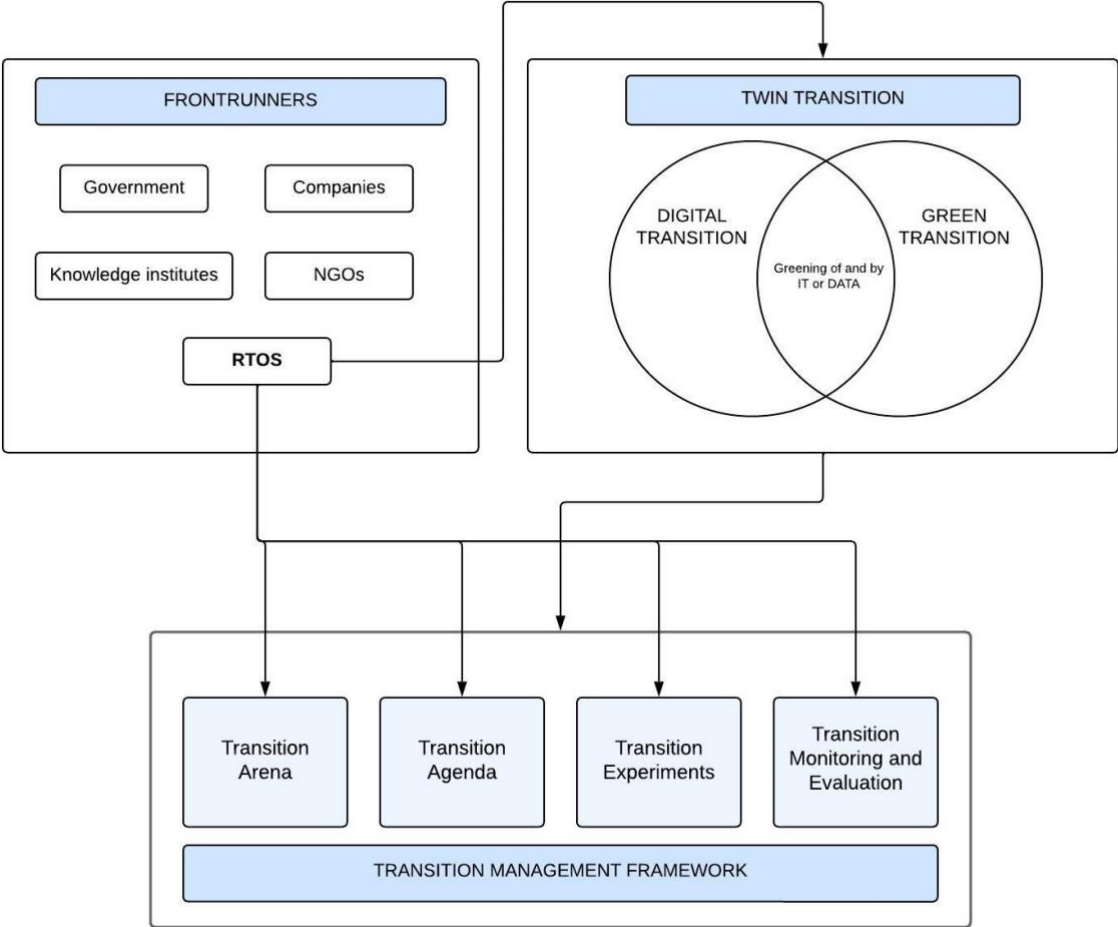 FRONTRUNNERS
Government
Companies
Knowledge institutes
NGOs
RTOS
TWIN TRANSITION
DIGITAL
TRANSITION
Greening of and by
IT or DATA
GREEN
TRANSITION
Transition
Arena
Transition
Agenda
Transition
Experiments
Transition
Monitoring and
Evaluation
TRANSITION MANAGEMENT FRAMEWORK